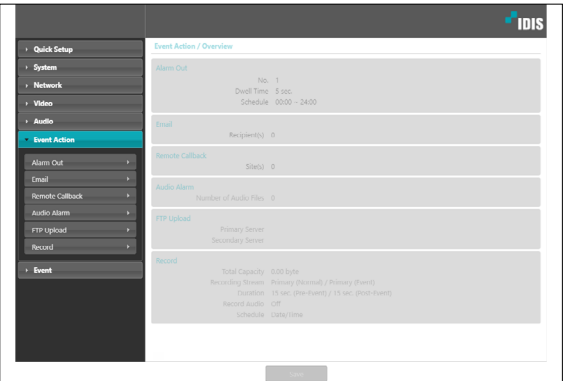 IDIS
Quick Setup
System
Network
Video
Audio
Event Action
Alarm Out
Email
Remote Callback
Audio Alarm
FTP Upload
Record
Event
Event Action / Overview
Alarm Out
No. 1
Dwell Time 5 sec.
Schedule 00:00 ~ 24:00
Email
Recipient(s) 0
Remote Callback
Site(s) 0
Audio Alarm
Number of Audio Files 0
FTP Upload
Primary Server
Secondary Server
Record
Total Capacity 0.00 byte
Recording Stream Primary (Normal) / Primary (Event)
Duration 15 sec. (Pre-Event) / 15 sec. (Post-Event)
Record Audio Off
Schedule Date/Time
Save